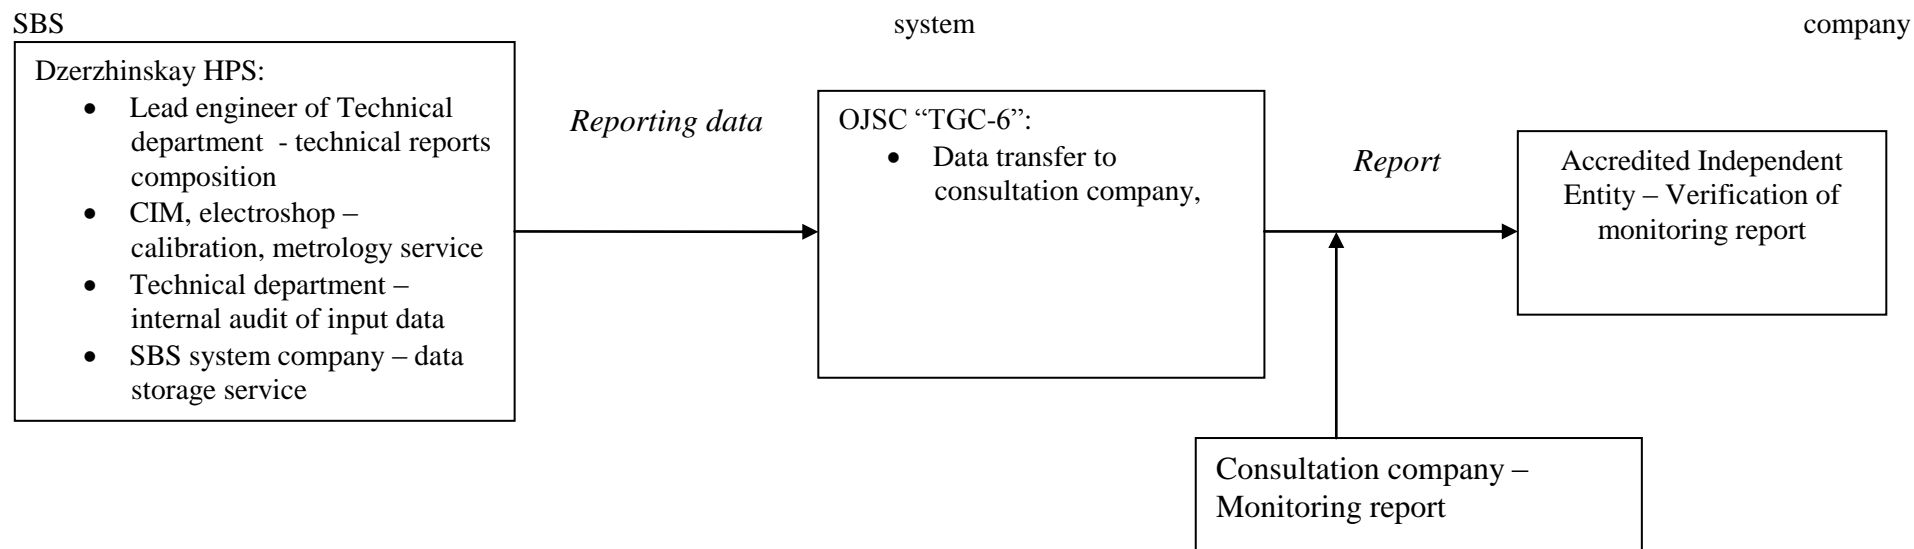 SBS system company
Dzerzhinskay HPS:
• Lead engineer of Technical
department - technical reports
composition
• CIM, electroshop –
calibration, metrology service
• Technical department –
internal audit of input data
• SBS system company – data
storage service
Reporting data
OJSC “TGC-6”:
• Data transfer to
consultation company,
Report
Accredited Independent
Entity – Verification of
monitoring report
Consultation company –
Monitoring report